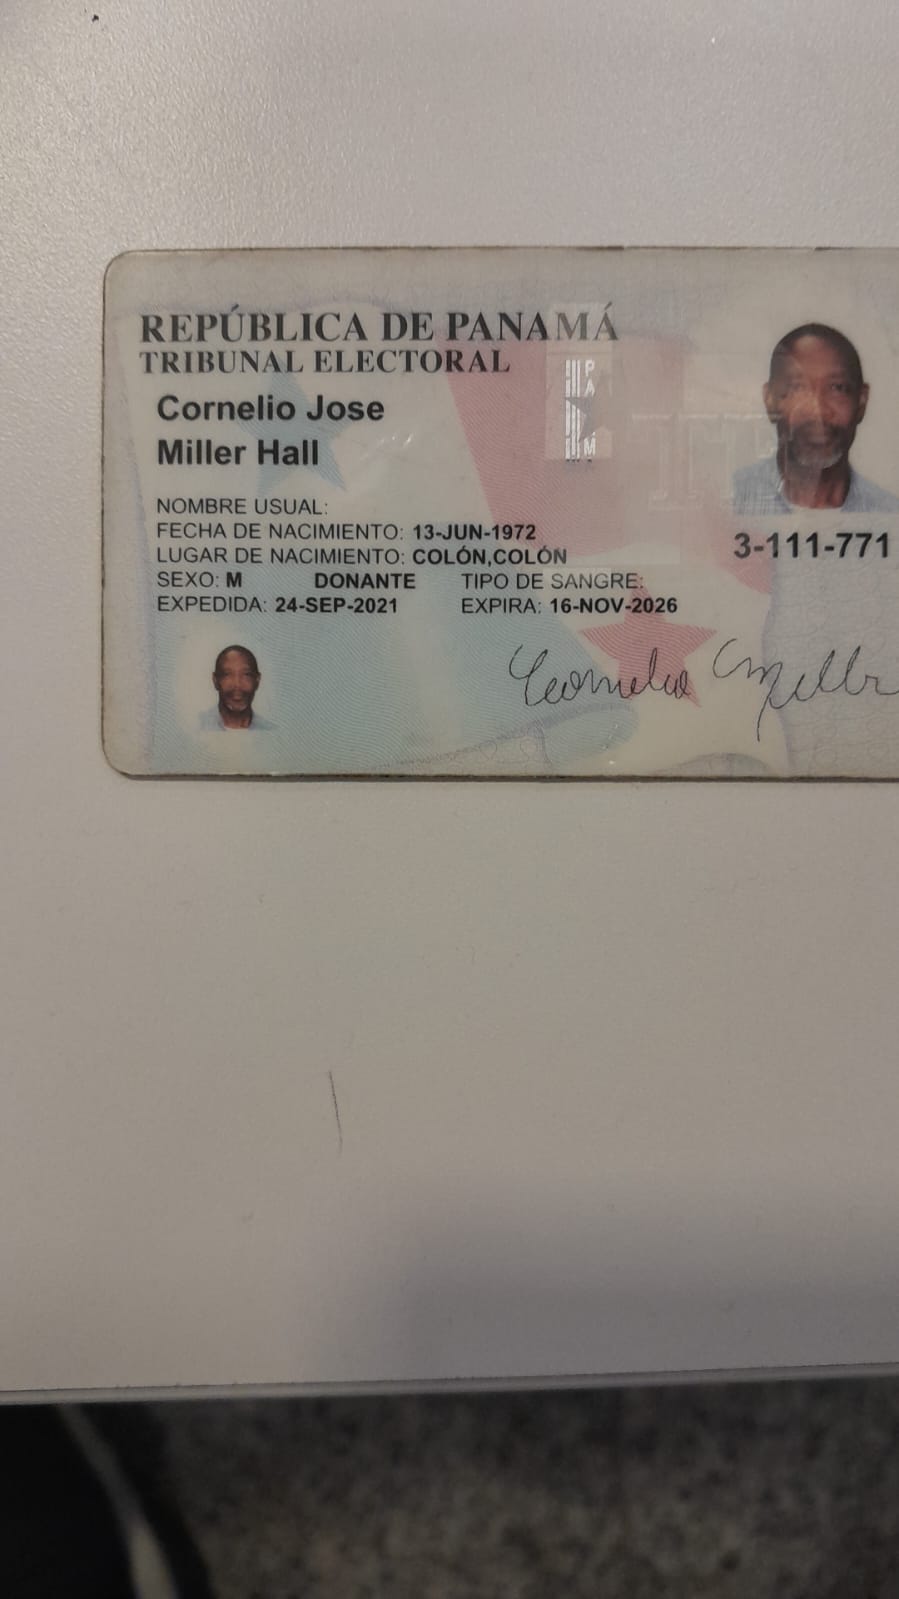 REPÚBLICA DE PANAMÁ
TRIBUNAL ELECTORAL
Cornelio Jose
Miller Hall
NOMBRE USUAL:
FECHA DE NACIMIENTO: 13-JUN-1972
LUGAR DE NACIMIENTO: COLÓN,COLÓN
SEXO: M DONANTE TIPO DE SANGRE:
EXPEDIDA: 24-SEP-2021 EXPIRA: 16-NOV-2026
3-111-771
Cornelio Miller